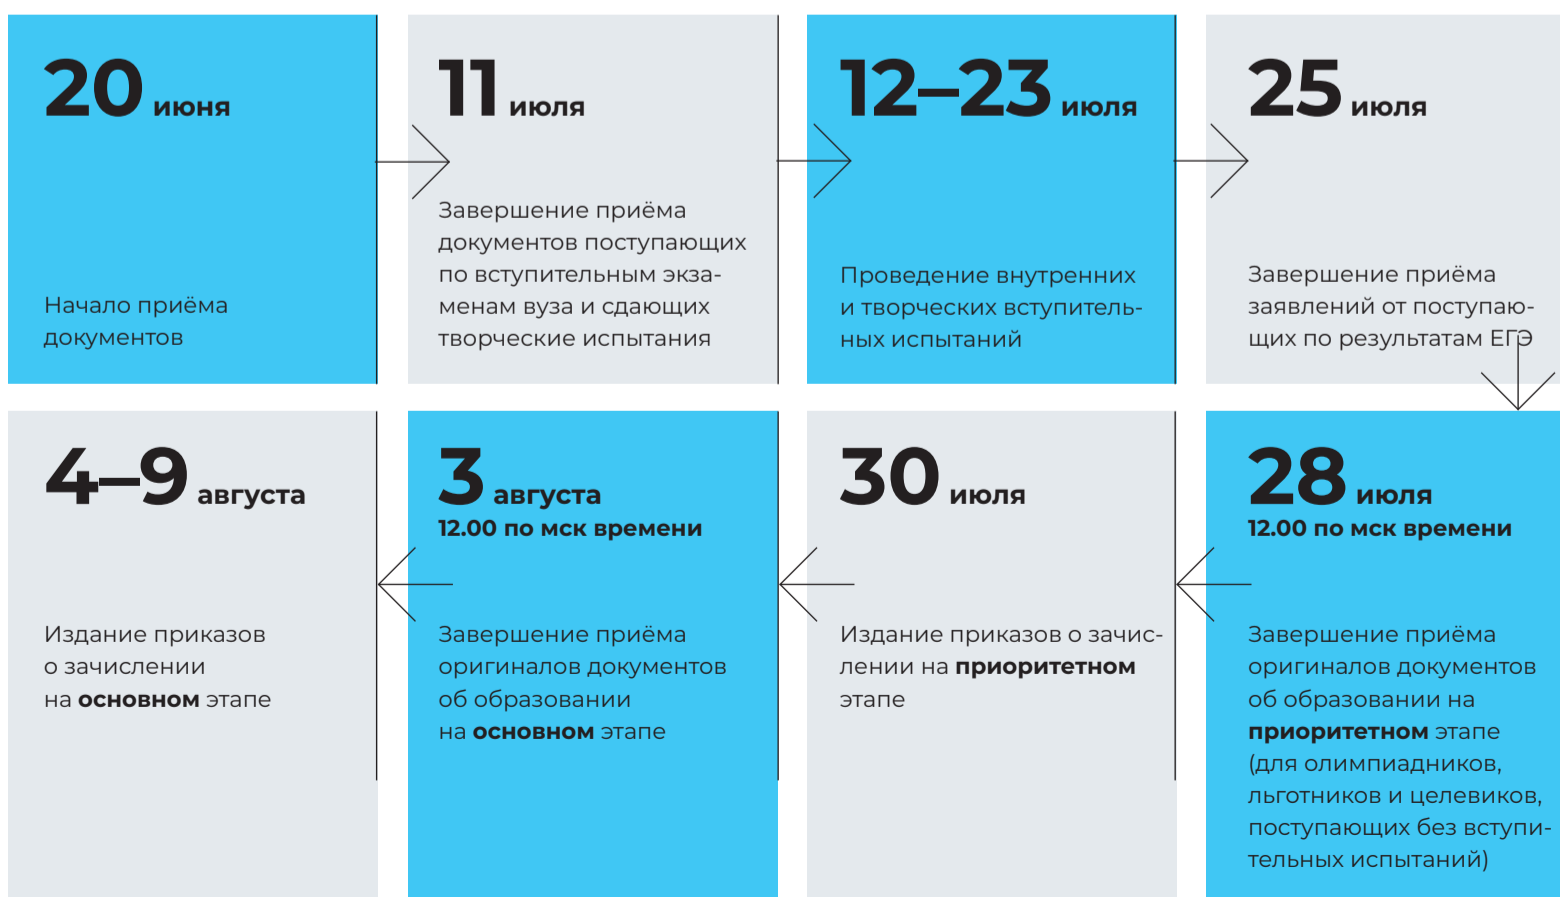 20 июня
Начало приёма
документов
11 июля
Завершение приёма
документов поступающих
по вступительным экза-
менам вуза и сдающих
творческие испытания
12–23 июля
Проведение внутренних
и творческих вступитель-
ных испытаний
25 июля
Завершение приёма
заявлений от поступаю-
щих по результатам ЕГЭ
28 июля
12.00 по мск времени
Завершение приёма
оригиналов документов
об образовании на
приоритетном этапе
(для олимпиадников,
льготников и целевиков,
поступающих без вступи-
тельных испытаний)
30 июля
Издание приказов о зачис-
лении на приоритетном
этапе
3 августа
12.00 по мск времени
Завершение приёма
оригиналов документов
об образовании
на основном этапе
4–9 августа
Издание приказов
о зачислении
на основном этапе